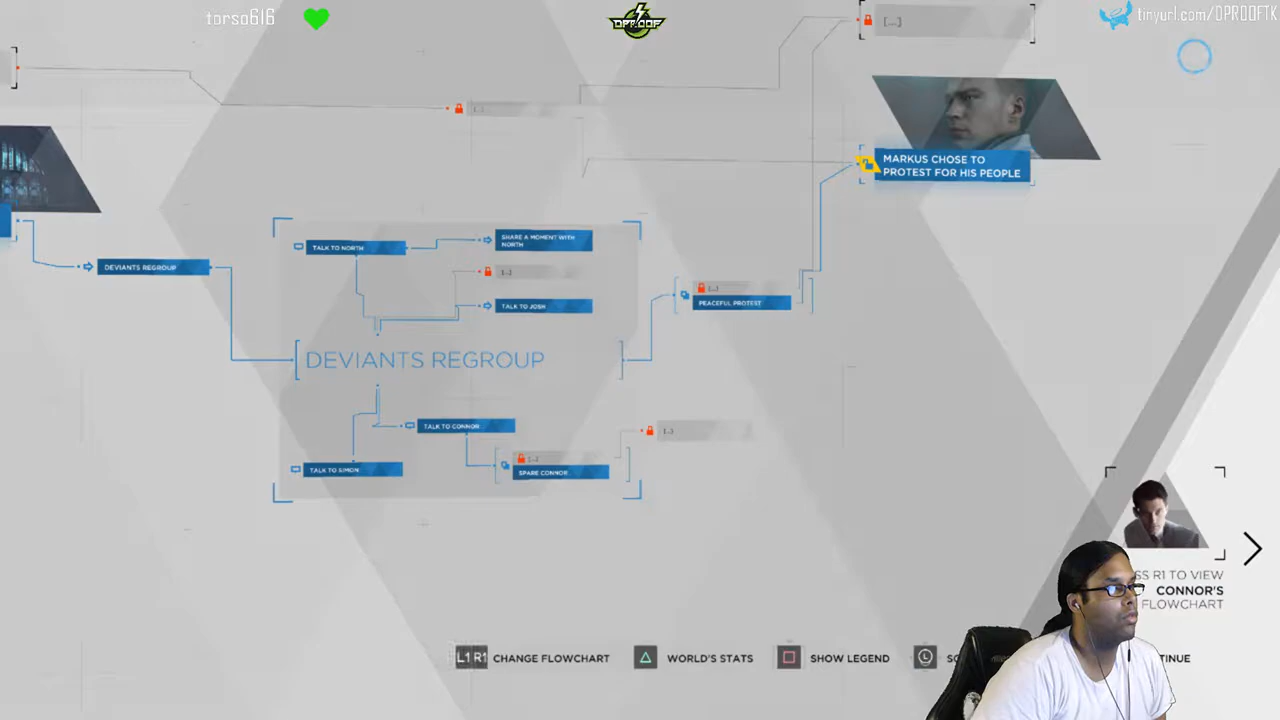 torso616
DPROOF
tinyurl.com/DPROOFTK
[...]
[...]
MARKUS CHOSE TO
PROTEST FOR HIS PEOPLE
TALK TO NORTH
SHARE A MOMENT WITH
NORTH
DEVIANTS REGROUP
[...]
[...]
PEACEFUL PROTEST
TALK TO JOSH
DEVIANTS REGROUP
TALK TO CONNOR
[...]
[...]
SPARE CONNOR
TALK TO SIMON
SS R1 TO VIEW
CONNOR'S
FLOWCHART
L1 R1 CHANGE FLOWCHART
WORLD'S STATS
SHOW LEGEND
L
TINUE